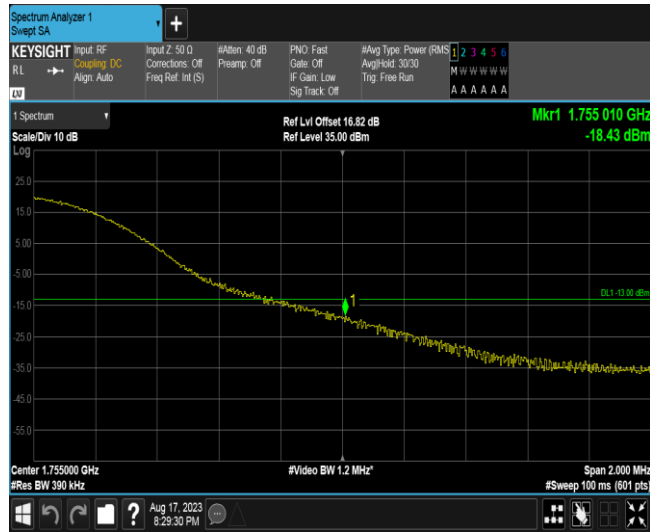 Spectrum Analyzer 1
Swept SA
+
KEYSIGHT
RL
LXI
Input: RF
Coupling: DC
Align: Auto
Input Z: 50 Ω
Corrections: Off
Freq Ref: Int (S)
#Atten: 40 dB
Preamp: Off
PNO: Fast
Gate: Off
IF Gain: Low
Sig Track: Off
#Avg Type: Power (RMS
Avg|Hold: 30/30
Trig: Free Run
1 2 3 4 5 6
M W W W W W
A A A A A A
1 Spectrum
Scale/Div 10 dB
Ref Lvl Offset 16.82 dB
Ref Level 35.00 dBm
Mkr1 1.755 010 GHz
-18.43 dBm
Log
25.0
15.0
5.00
-5.00
-15.0
-25.0
-35.0
-45.0
-55.0
1
DL1 -13.00 dBm
Center 1.755000 GHz
#Video BW 1.2 MHz*
Span 2.000 MHz
#Res BW 390 kHz
#Sweep 100 ms (601 pts)
?
Aug 17, 2023
8:29:30 PM